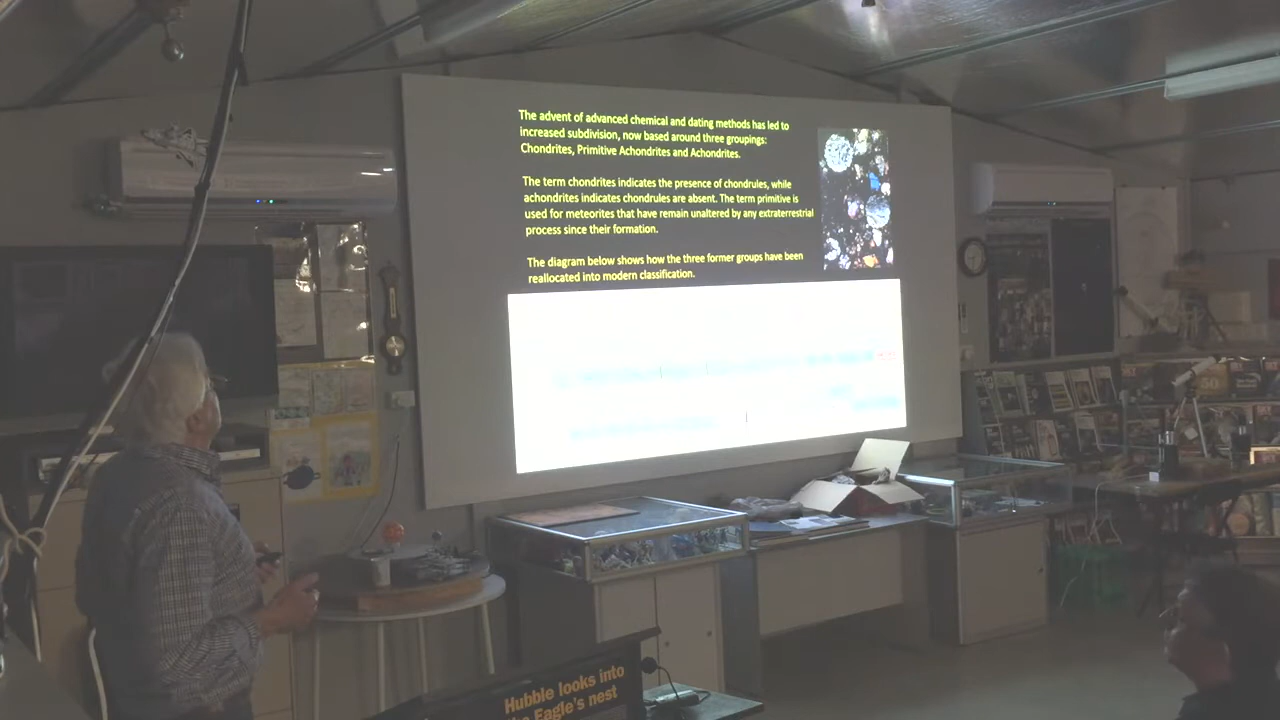 The advent of advanced chemical and dating methods has led to
increased subdivision, now based around three groupings:
Chondrites, Primitive Achondrites and Achondrites.
The term chondrites indicates the presence of chondrules, while
achondrites indicates chondrules are absent. The term primitive is
used for meteorites that have remain unaltered by any extraterrestrial
process since their formation.
The diagram below shows how the three former groups have been
reallocated into modern classification.
Hubble looks into
the Eagle's nest